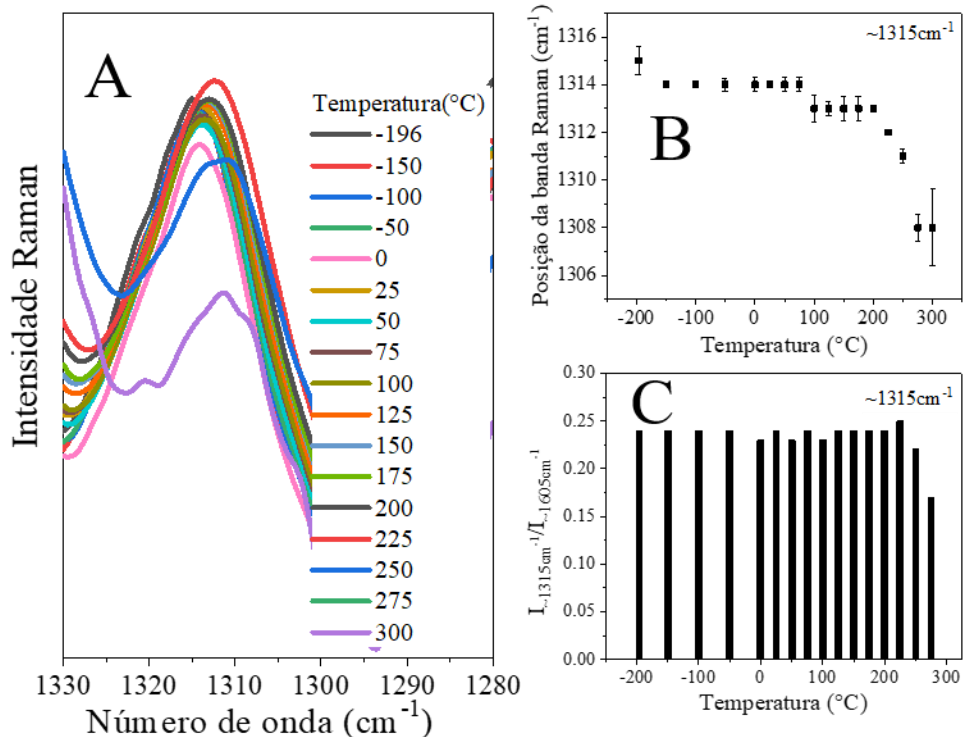 A
Intensidade Raman
Temperatura(°C)
-196
-150
-100
-50
0
25
50
75
100
125
150
175
200
225
250
275
300
1330 1320 1310 1300 1290 1280
Número de onda (cm⁻¹)
B
~1315cm⁻¹
Posição da banda Raman (cm⁻¹)
1316
1314
1312
1310
1308
1306
-200 -100 0 100 200 300
Temperatura (°C)
C
~1315cm⁻¹
I~1315cm⁻¹/I~1605cm⁻¹
0.30
0.25
0.20
0.15
0.10
0.05
0.00
-200 -100 0 100 200 300
Temperatura (°C)